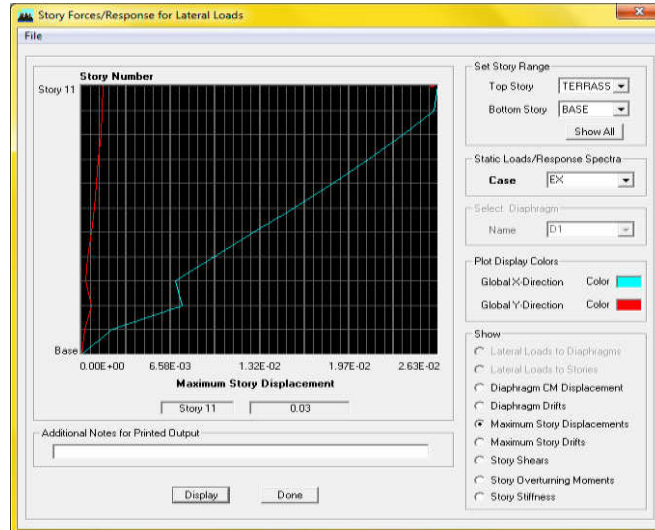 Story Forces/Response for Lateral Loads
File
Story Number
Story 11
Base
0.00E+00 6.58E-03 1.32E-02 1.97E-02 2.63E-02
Maximum Story Displacement
Story 11 0.03
Additional Notes for Printed Output
Display Done
Set Story Range
Top Story TERRASS
Bottom Story BASE
Show All
Static Loads/Response Spectra
Case EX
Select Diaphragm
Name D1
Plot Display Colors
Global X-Direction Color
Global Y-Direction Color
Show
Lateral Loads to Diaphragms
Lateral Loads to Stories
Diaphragm CM Displacement
Diaphragm Drifts
Maximum Story Displacements
Maximum Story Drifts
Story Shears
Story Overturning Moments
Story Stiffness